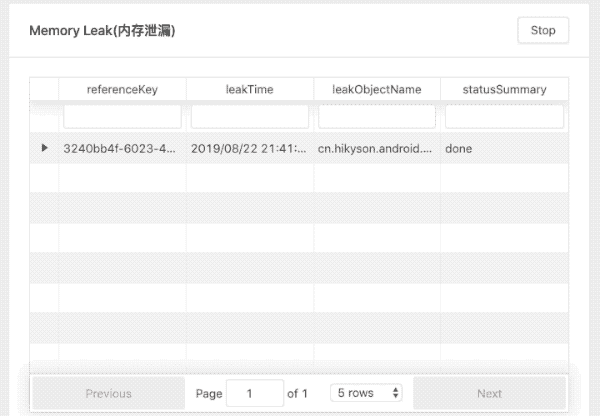 Memory Leak(内存泄漏)
Stop
referenceKey leakTime leakObjectName statusSummary
3240bb4f-6023-4... 2019/08/22 21:41:... cn.hikyson.android.... done
Previous Page 1 of 1 5 rows Next